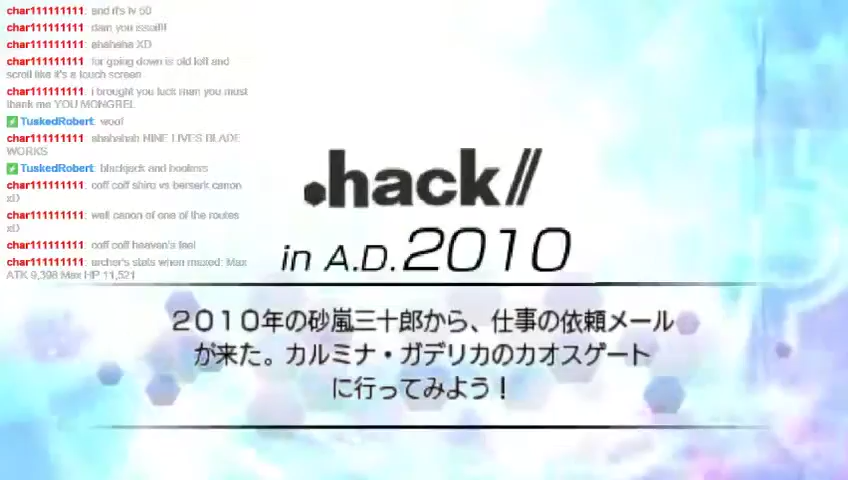 char111111111: and it's lv 50
char111111111: dam you issei!!!
char111111111: ahahaha XD
char111111111: for going down is old left and
scroll like it's a touch screen
char111111111: i brought you luck man you must
thank me YOU MONGREL
TuskedRobert: woo!
char111111111: ahahahah NINE LIVES BLADE
WORKS
TuskedRobert: blackjack and hookers
char111111111: coff coff shiro vs berserk canon
xD
char111111111: well canon of one of the routes
xD
char111111111: coff coff heaven's feel
char111111111: archer's stats when maxed: Max
ATK 9,398 Max HP 11,521
.hack//
in A.D.2010
2010年の砂嵐三十郎から、仕事の依頼メール
が来た。カルミナ・ガデリカのカオスゲート
に行ってみよう！